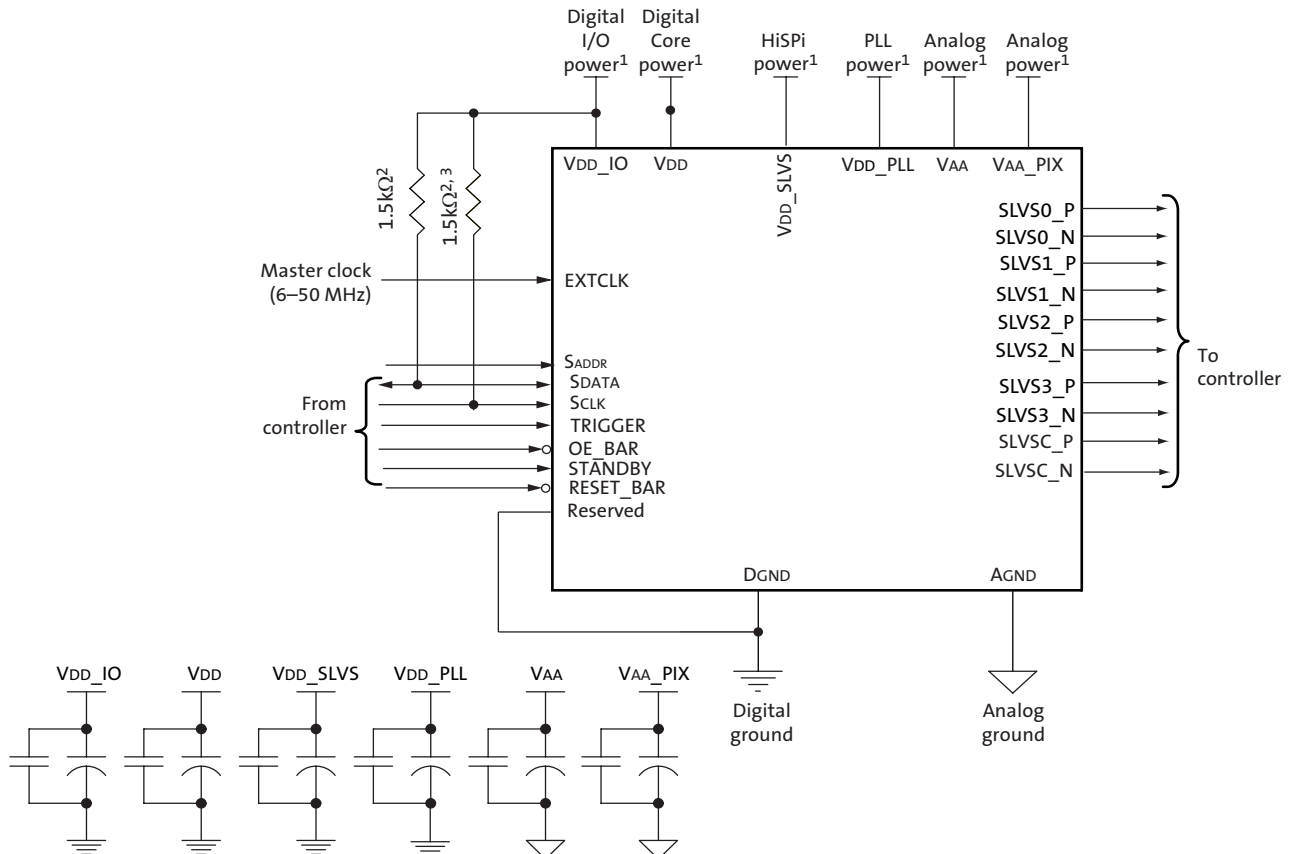 Digital
I/O
power1
Digital
Core
power1
HiSPi
power1
PLL
power1
Analog
power1
Analog
power1
VDD_IO
VDD
VDD_SLVS
VDD_PLL
VAA
VAA_PIX
1.5kΩ2
1.5kΩ2, 3
Master clock
(6–50 MHz)
EXTCLK
SADDR
SDATA
SCLK
TRIGGER
OE_BAR
STANDBY
RESET_BAR
Reserved
From
controller
SLVS0_P
SLVS0_N
SLVS1_P
SLVS1_N
SLVS2_P
SLVS2_N
SLVS3_P
SLVS3_N
SLVSC_P
SLVSC_N
To
controller
DGND
AGND
Digital
ground
Analog
ground
VDD_IO
VDD
VDD_SLVS
VDD_PLL
VAA
VAA_PIX